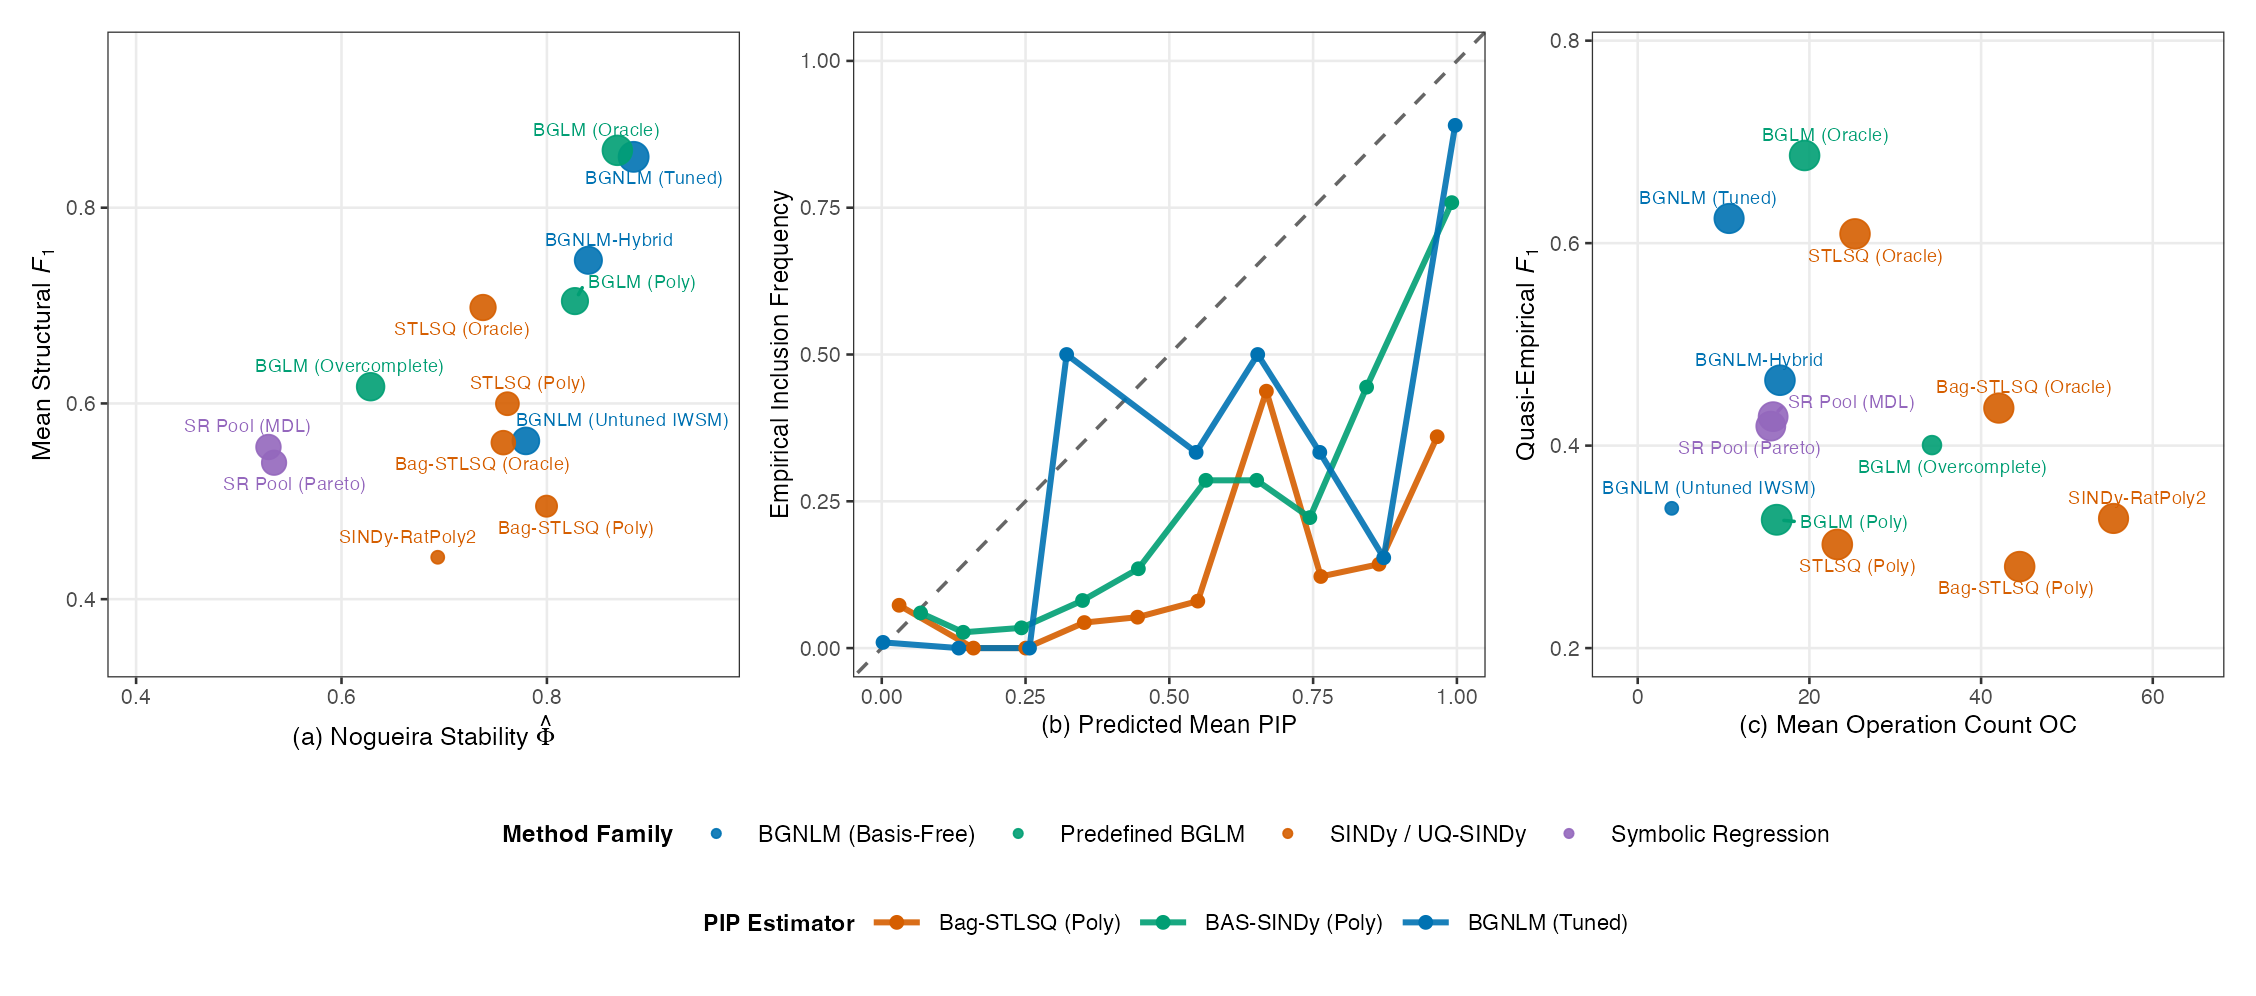 Mean Structural F1
0.8
0.6
0.4
BGLM (Oracle)
BGNLM (Tuned)
BGNLM-Hybrid
BGLM (Poly)
STLSQ (Oracle)
BGLM (Overcomplete)
STLSQ (Poly)
BGNLM (Untuned IWSM)
SR Pool (MDL)
Bag-STLSQ (Oracle)
SR Pool (Pareto)
Bag-STLSQ (Poly)
SINDy-RatPoly2
0.4 0.6 0.8
(a) Nogueira Stability Φ̂
Empirical Inclusion Frequency
1.00
0.75
0.50
0.25
0.00
0.00 0.25 0.50 0.75 1.00
(b) Predicted Mean PIP
Quasi-Empirical F1
0.8
0.6
0.4
0.2
BGLM (Oracle)
BGNLM (Tuned)
STLSQ (Oracle)
BGNLM-Hybrid
Bag-STLSQ (Oracle)
SR Pool (MDL)
SR Pool (Pareto)
BGLM (Overcomplete)
BGNLM (Untuned IWSM)
SINDy-RatPoly2
BGLM (Poly)
STLSQ (Poly)
Bag-STLSQ (Poly)
0 20 40 60
(c) Mean Operation Count OC
Method Family BGNLM (Basis-Free) Predefined BGLM SINDy / UQ-SINDy Symbolic Regression
PIP Estimator Bag-STLSQ (Poly) BAS-SINDy (Poly) BGNLM (Tuned)